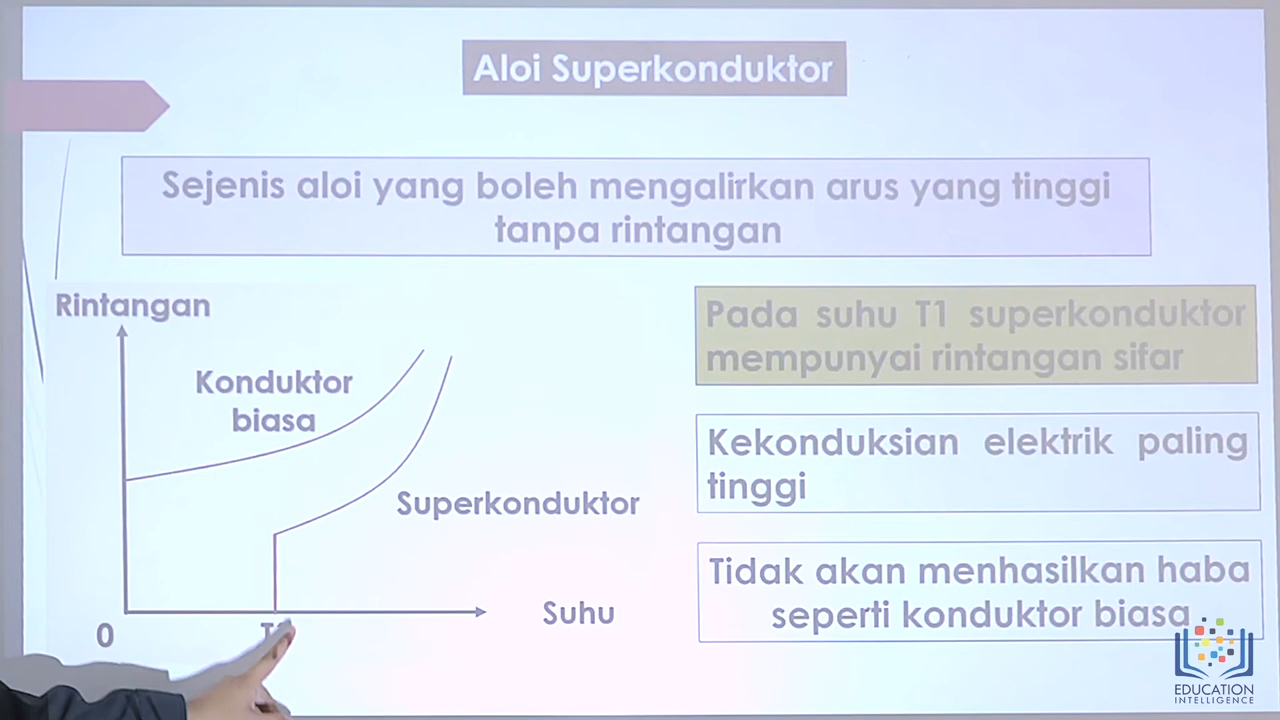 Aloi Superkonduktor
Sejenis aloi yang boleh mengalirkan arus yang tinggi
tanpa rintangan
Rintangan
Konduktor
biasa
Superkonduktor
Suhu
0
Pada suhu T1 superkonduktor
mempunyai rintangan sifar
Kekonduksian elektrik paling
tinggi
Tidak akan menhasilkan haba
seperti konduktor biasa
EDUCATION
INTELLIGENCE